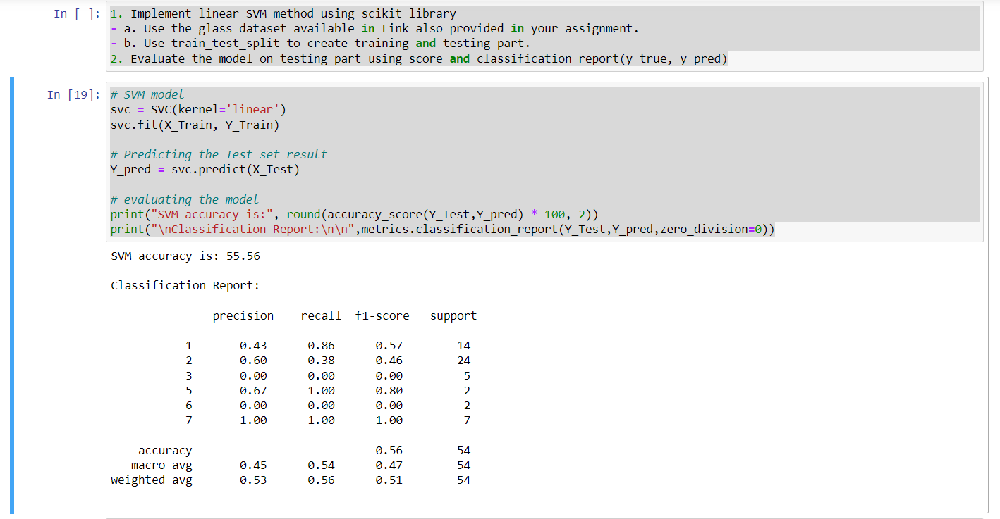 In [ ]: 1. Implement linear SVM method using scikit library
- a. Use the glass dataset available in Link also provided in your assignment.
- b. Use train_test_split to create training and testing part.
2. Evaluate the model on testing part using score and classification_report(y_true, y_pred)
In [19]: # SVM model
svc = SVC(kernel='linear')
svc.fit(X_Train, Y_Train)
# Predicting the Test set result
Y_pred = svc.predict(X_Test)
# evaluating the model
print("SVM accuracy is:", round(accuracy_score(Y_Test,Y_pred) * 100, 2))
print("\nClassification Report:\n\n",metrics.classification_report(Y_Test,Y_pred,zero_division=0))
SVM accuracy is: 55.56
Classification Report:
precision recall f1-score support
1 0.43 0.86 0.57 14
2 0.60 0.38 0.46 24
3 0.00 0.00 0.00 5
5 0.67 1.00 0.80 2
6 0.00 0.00 0.00 2
7 1.00 1.00 1.00 7
accuracy 0.56 54
macro avg 0.45 0.54 0.47 54
weighted avg 0.53 0.56 0.51 54